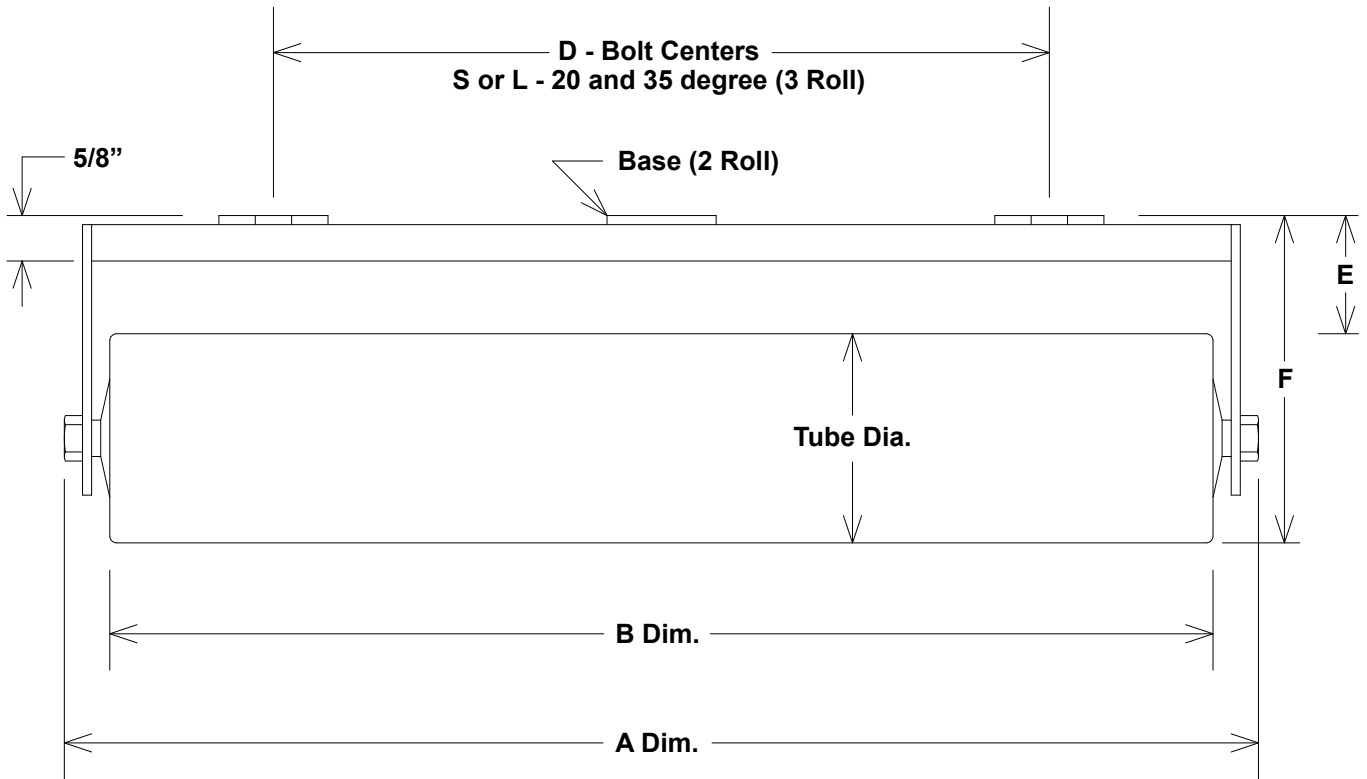 D - Bolt Centers
S or L - 20 and 35 degree (3 Roll)
5/8”
Base (2 Roll)
E
F
Tube Dia.
B Dim.
A Dim.